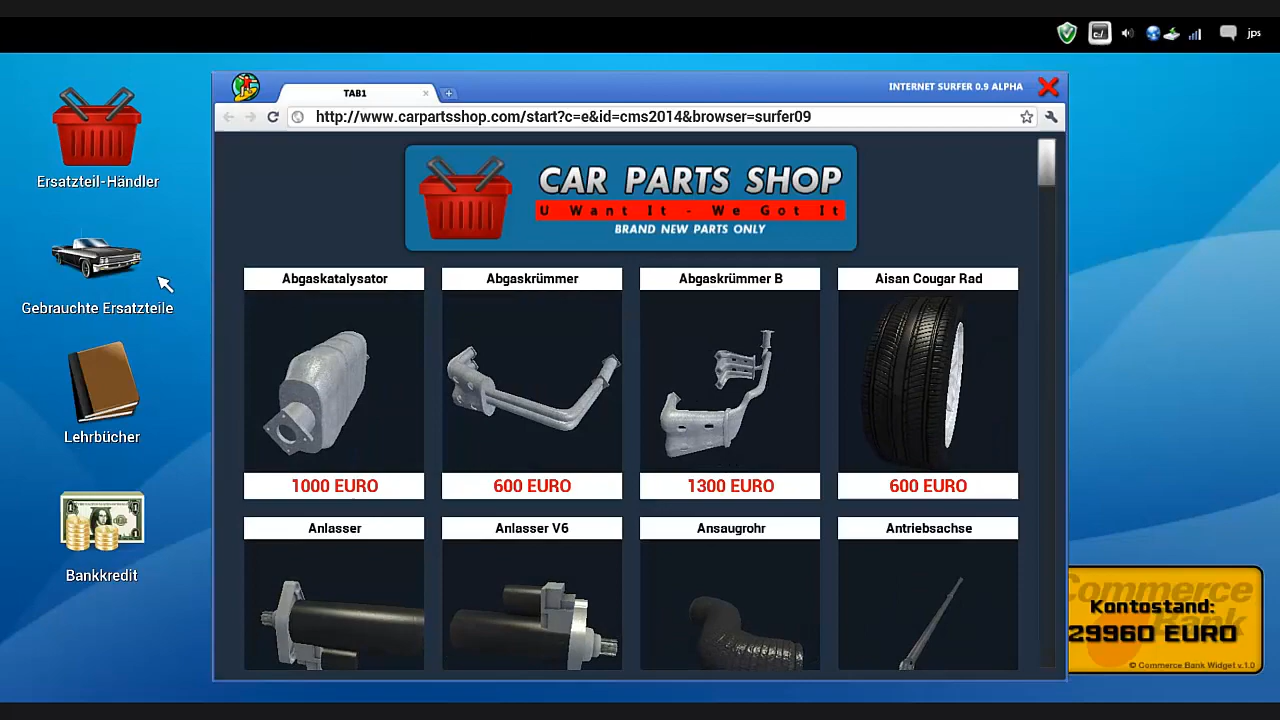 c:/
jps
Ersatzteil-Händler
Gebrauchte Ersatzteile
Lehrbücher
Bankkredit
TAB1
INTERNET SURFER 0.9 ALPHA
http://www.carpartsshop.com/start?c=e&id=cms2014&browser=surfer09
CAR PARTS SHOP
U Want It - We Got It
BRAND NEW PARTS ONLY
Abgaskatalysator
Abgaskrümmer
Abgaskrümmer B
Aisan Cougar Rad
1000 EURO
600 EURO
1300 EURO
600 EURO
Anlasser
Anlasser V6
Ansaugrohr
Antriebsachse
Commerce
Bank
Kontostand:
29960 EURO
© Commerce Bank Widget v.1.0